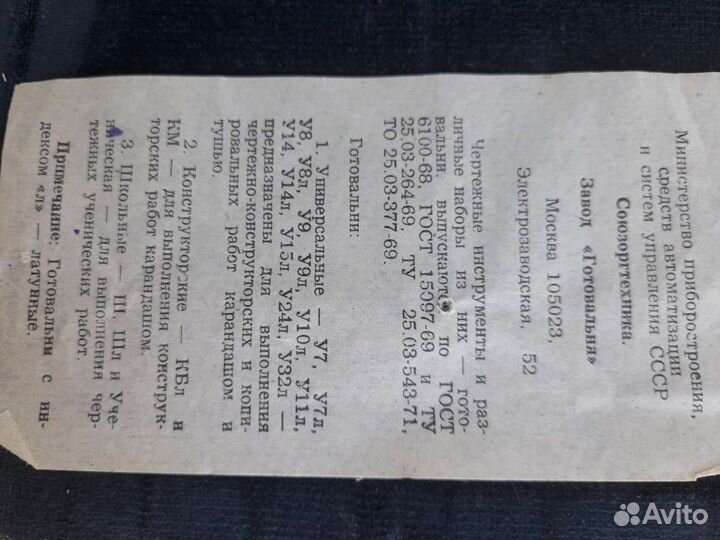 Министерство приборостроения,
средств автоматизации
и систем управления СССР
Союзоргтехника.
Завод «Готовальня»
Москва 105023,
Электрозаводская, 52
Чертежные инструменты и раз-
личные наборы из них — гото-
вальни выпускаются по ГОСТ
6100-68, ГОСТ 15097-69 и ТУ
25.03-264-69, ТУ 25.03-543-71,
ТО 25.03-377-69.
Готовальни:
1. Универсальные — У7, У7л,
У8, У8л, У9, У9л, У10л, У11л,
У14, У14л, У15л, У24л, У32л —
предназначены для выполнения
чертежно-конструкторских и копи-
ровальных работ карандашом и
тушью.
2. Конструкторские — КБл и
КМ — для выполнения конструк-
торских работ карандашом.
3. Школьные — Ш, Шл и Уче-
ническая — для выполнения чер-
тежных ученических работ.
Примечание: Готовальни с ин-
дексом «л» — латунные.
Avito